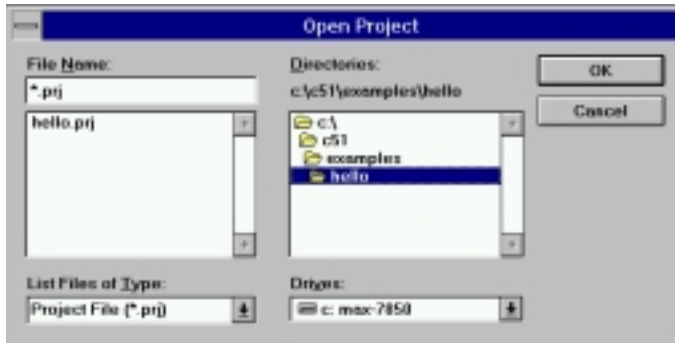 Open Project
File Name:
*.prj
hello.prj
List Files of Type:
Project File (*.prj)
Directories:
c:\c51\examples\hello
c:\
c51
examples
hello
Drives:
c: max-7850
OK
Cancel